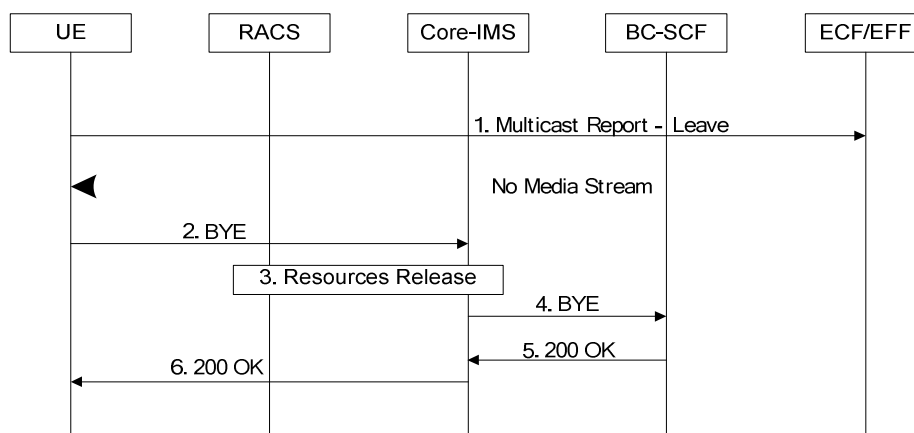 UE
RACS
Core-IMS
BC-SCF
ECF/EFF
1. Multicast Report - Leave
No Media Stream
2. BYE
3. Resources Release
4. BYE
5. 200 OK
6. 200 OK